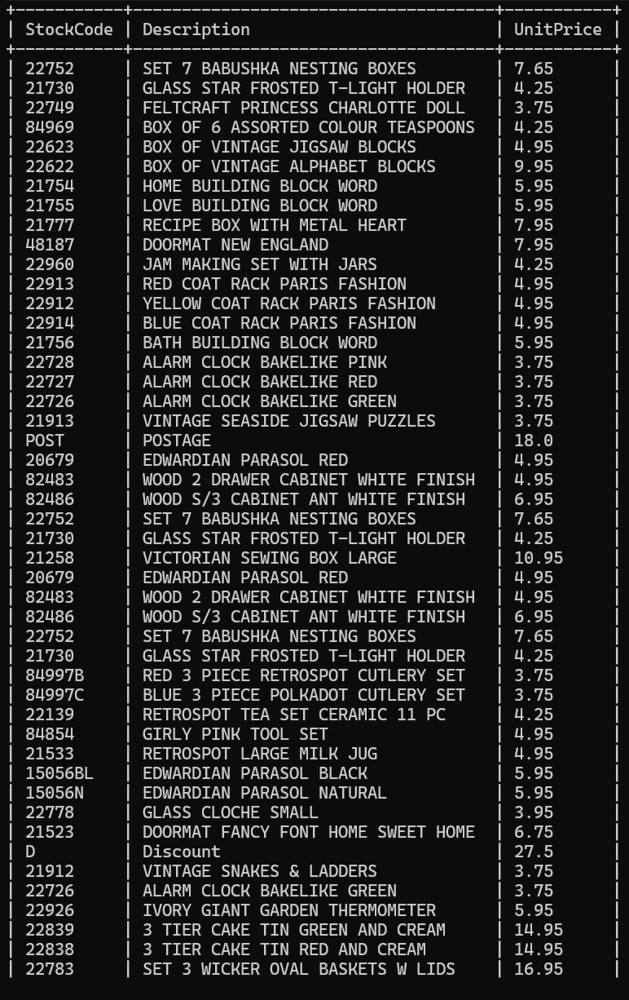 +-----------+-------------------------------------+-----------+
| StockCode | Description                         | UnitPrice |
+-----------+-------------------------------------+-----------+
| 22752     | SET 7 BABUSHKA NESTING BOXES        | 7.65      |
| 21730     | GLASS STAR FROSTED T-LIGHT HOLDER   | 4.25      |
| 22749     | FELTCRAFT PRINCESS CHARLOTTE DOLL   | 3.75      |
| 84969     | BOX OF 6 ASSORTED COLOUR TEASPOONS  | 4.25      |
| 22623     | BOX OF VINTAGE JIGSAW BLOCKS        | 4.95      |
| 22622     | BOX OF VINTAGE ALPHABET BLOCKS      | 9.95      |
| 21754     | HOME BUILDING BLOCK WORD            | 5.95      |
| 21755     | LOVE BUILDING BLOCK WORD            | 5.95      |
| 21777     | RECIPE BOX WITH METAL HEART         | 7.95      |
| 48187     | DOORMAT NEW ENGLAND                 | 7.95      |
| 22960     | JAM MAKING SET WITH JARS            | 4.25      |
| 22913     | RED COAT RACK PARIS FASHION         | 4.95      |
| 22912     | YELLOW COAT RACK PARIS FASHION      | 4.95      |
| 22914     | BLUE COAT RACK PARIS FASHION        | 4.95      |
| 21756     | BATH BUILDING BLOCK WORD            | 5.95      |
| 22728     | ALARM CLOCK BAKELIKE PINK           | 3.75      |
| 22727     | ALARM CLOCK BAKELIKE RED            | 3.75      |
| 22726     | ALARM CLOCK BAKELIKE GREEN          | 3.75      |
| 21913     | VINTAGE SEASIDE JIGSAW PUZZLES      | 3.75      |
| POST      | POSTAGE                             | 18.0      |
| 20679     | EDWARDIAN PARASOL RED               | 4.95      |
| 82483     | WOOD 2 DRAWER CABINET WHITE FINISH  | 4.95      |
| 82486     | WOOD S/3 CABINET ANT WHITE FINISH   | 6.95      |
| 22752     | SET 7 BABUSHKA NESTING BOXES        | 7.65      |
| 21730     | GLASS STAR FROSTED T-LIGHT HOLDER   | 4.25      |
| 21258     | VICTORIAN SEWING BOX LARGE          | 10.95     |
| 20679     | EDWARDIAN PARASOL RED               | 4.95      |
| 82483     | WOOD 2 DRAWER CABINET WHITE FINISH  | 4.95      |
| 82486     | WOOD S/3 CABINET ANT WHITE FINISH   | 6.95      |
| 22752     | SET 7 BABUSHKA NESTING BOXES        | 7.65      |
| 21730     | GLASS STAR FROSTED T-LIGHT HOLDER   | 4.25      |
| 84997B    | RED 3 PIECE RETROSPOT CUTLERY SET   | 3.75      |
| 84997C    | BLUE 3 PIECE POLKADOT CUTLERY SET   | 3.75      |
| 22139     | RETROSPOT TEA SET CERAMIC 11 PC     | 4.25      |
| 84854     | GIRLY PINK TOOL SET                 | 4.95      |
| 21533     | RETROSPOT LARGE MILK JUG            | 4.95      |
| 15056BL   | EDWARDIAN PARASOL BLACK             | 5.95      |
| 15056N    | EDWARDIAN PARASOL NATURAL           | 5.95      |
| 22778     | GLASS CLOCHE SMALL                  | 3.95      |
| 21523     | DOORMAT FANCY FONT HOME SWEET HOME  | 6.75      |
| D         | Discount                            | 27.5      |
| 21912     | VINTAGE SNAKES & LADDERS            | 3.75      |
| 22726     | ALARM CLOCK BAKELIKE GREEN          | 3.75      |
| 22926     | IVORY GIANT GARDEN THERMOMETER      | 5.95      |
| 22839     | 3 TIER CAKE TIN GREEN AND CREAM     | 14.95     |
| 22838     | 3 TIER CAKE TIN RED AND CREAM       | 14.95     |
| 22783     | SET 3 WICKER OVAL BASKETS W LIDS    | 16.95     |